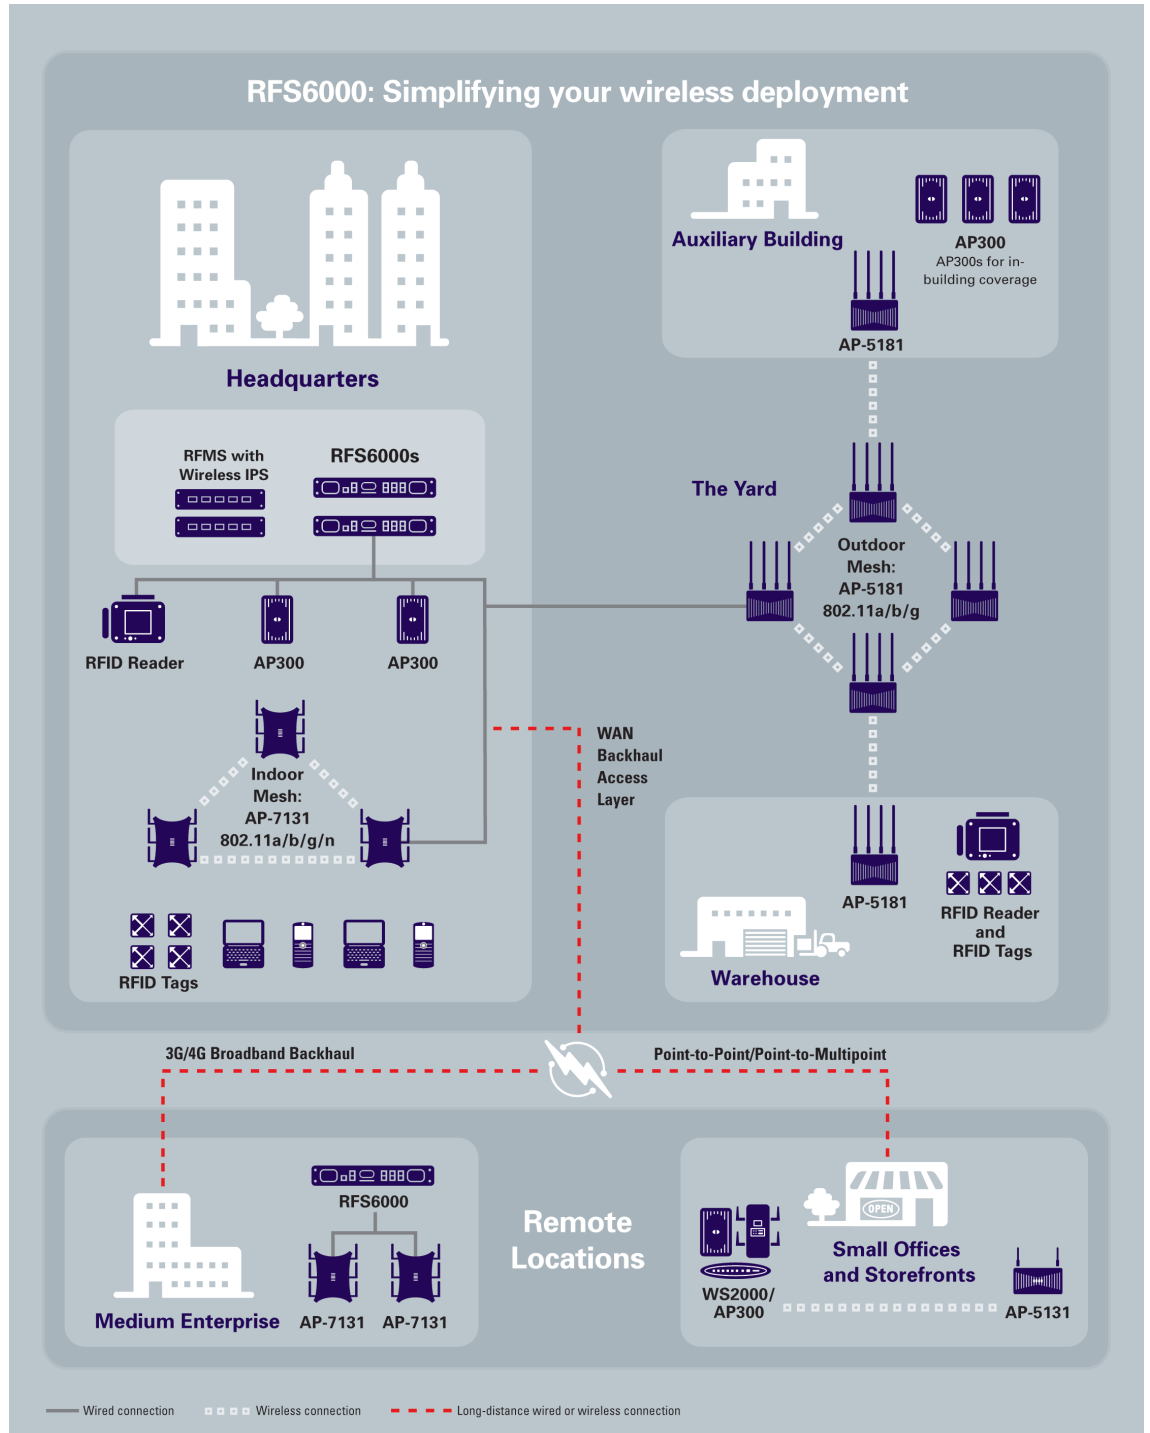 RFS6000: Simplifying your wireless deployment
Headquarters
RFMS with
Wireless IPS
RFS6000s
RFID Reader
AP300
AP300
Indoor
Mesh:
AP-7131
802.11a/b/g/n
RFID Tags
Auxiliary Building
AP300
AP300s for in-
building coverage
AP-5181
The Yard
Outdoor
Mesh:
AP-5181
802.11a/b/g
WAN
Backhaul
Access
Layer
AP-5181
RFID Reader
and
RFID Tags
Warehouse
3G/4G Broadband Backhaul
Point-to-Point/Point-to-Multipoint
RFS6000
Medium Enterprise
AP-7131
AP-7131
Remote
Locations
OPEN
Small Offices
and Storefronts
WS2000/
AP300
AP-5131
Wired connection
Wireless connection
Long-distance wired or wireless connection